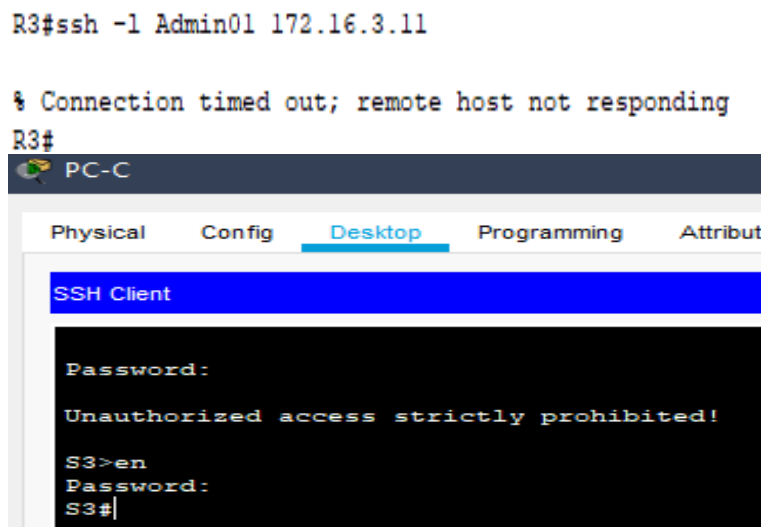 R3#ssh -l Admin01 172.16.3.11
% Connection timed out; remote host not responding
R3#
PC-C
Physical Config Desktop Programming Attribut
SSH Client
Password:
Unauthorized access strictly prohibited!
S3>en
Password:
S3#